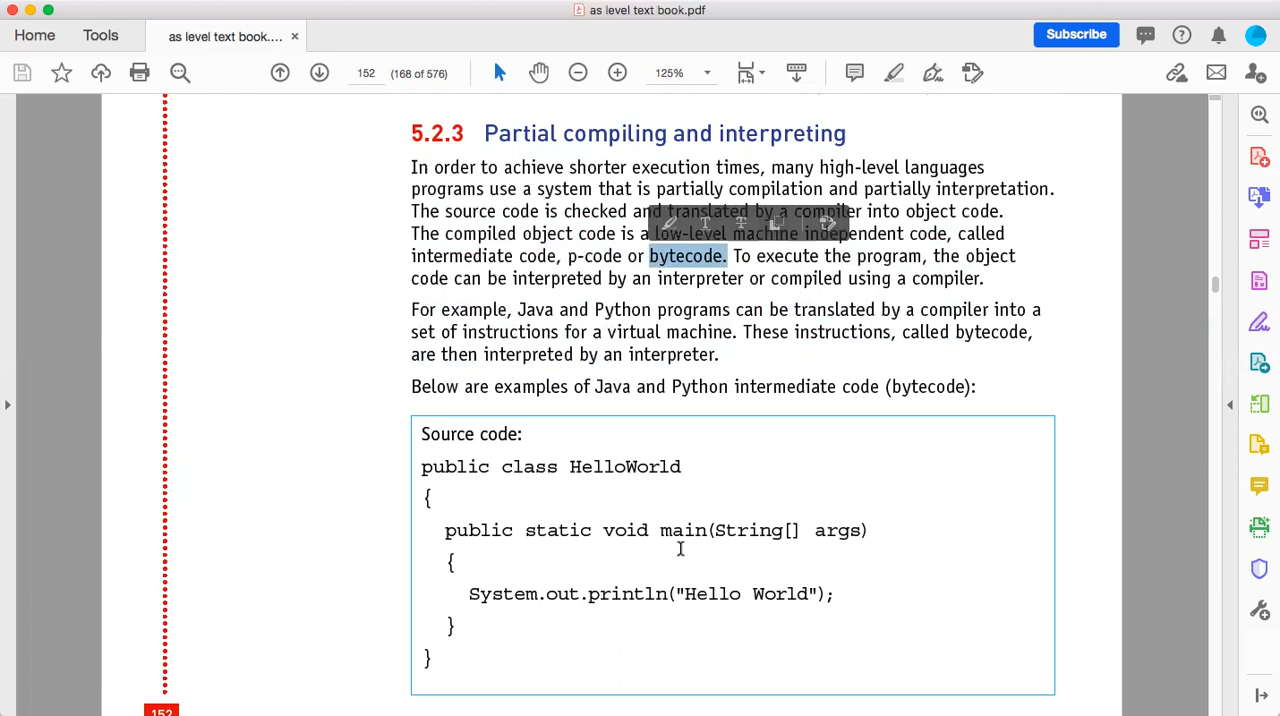 as level text book.pdf
Home
Tools
as level text book....
×
Subscribe
152
(168 of 576)
125%
5.2.3 Partial compiling and interpreting
In order to achieve shorter execution times, many high-level languages
programs use a system that is partially compilation and partially interpretation.
The source code is checked and translated by a compiler into object code.
The compiled object code is a low-level machine independent code, called
intermediate code, p-code or bytecode. To execute the program, the object
code can be interpreted by an interpreter or compiled using a compiler.
For example, Java and Python programs can be translated by a compiler into a
set of instructions for a virtual machine. These instructions, called bytecode,
are then interpreted by an interpreter.
Below are examples of Java and Python intermediate code (bytecode):
Source code:
public class HelloWorld
{
public static void main(String[] args)
{
System.out.println("Hello World");
}
}
152